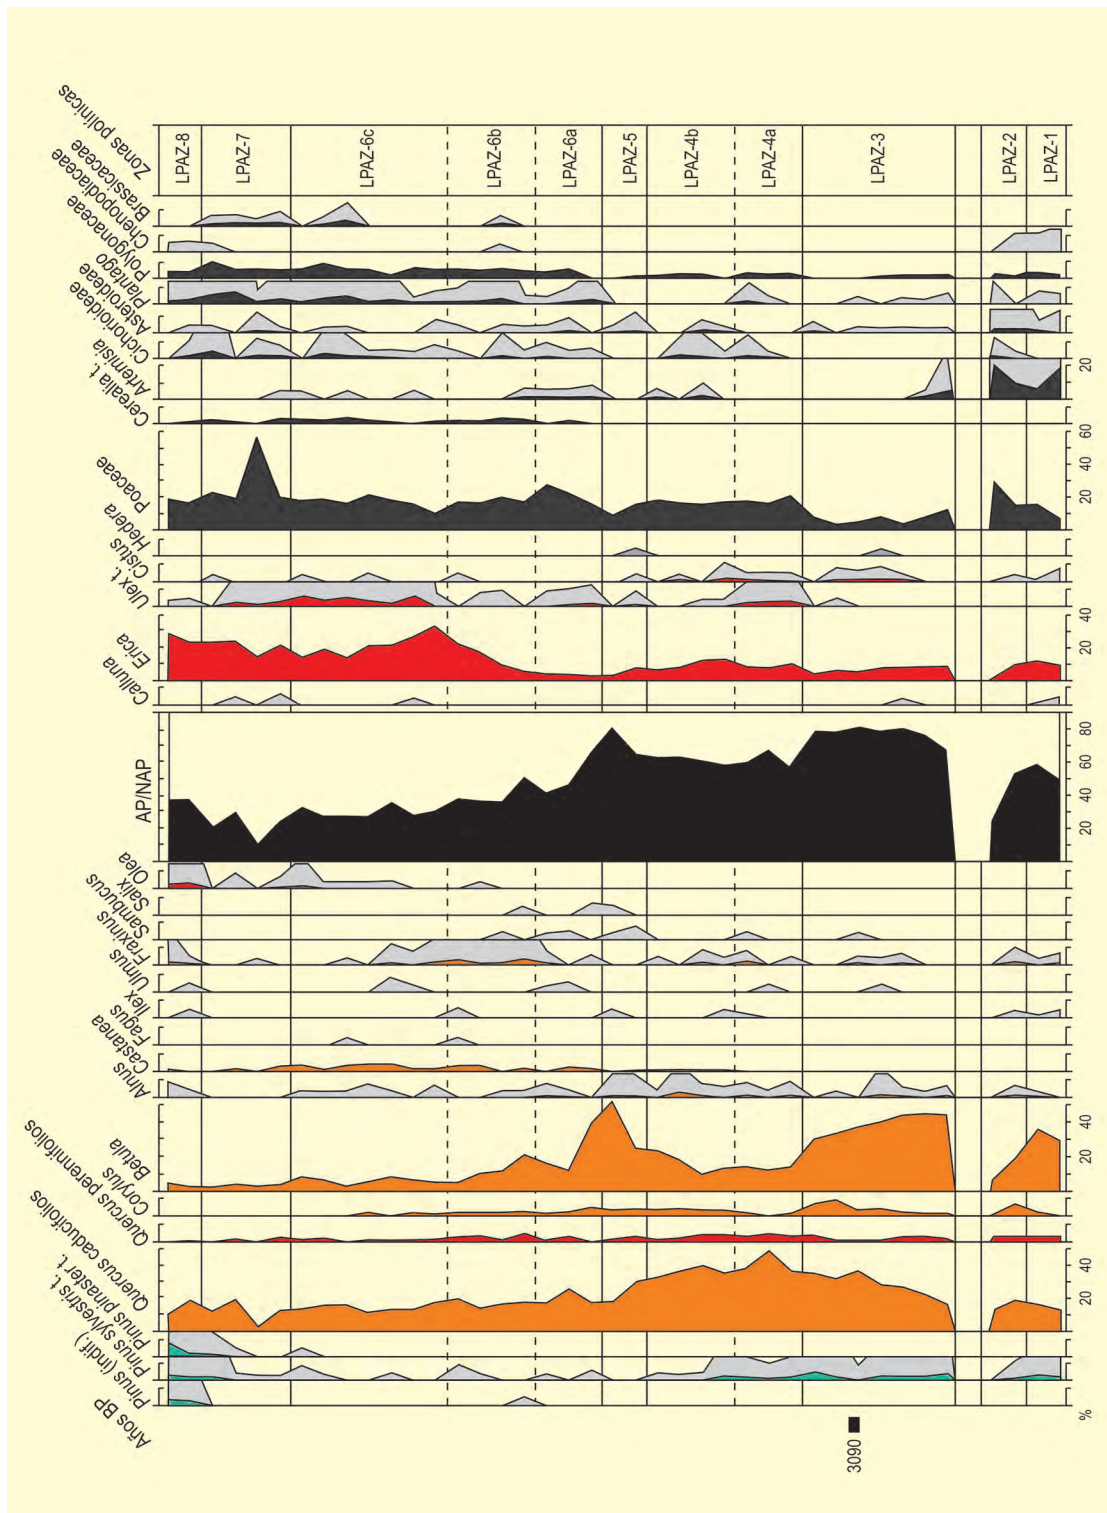 Años BP
Pinus (indif.)
Pinus sylvestris t.
Pinus pinaster t.
Quercus caducifolios
Quercus perennifolios
Corylus
Betula
Alnus
Castanea
Fagus
Ilex
Ulmus
Fraxinus
Sambucus
Salix
Olea
AP/NAP
Calluna
Erica
Ulex t.
Cistus
Hedera
Poaceae
Cerealia t.
Artemisia
Cichorioideae
Asteroideae
Plantago
Polygonaceae
Chenopodiaceae
Brassicaceae
Zonas polínicas
LPAZ-8
LPAZ-7
LPAZ-6c
LPAZ-6b
LPAZ-6a
LPAZ-5
LPAZ-4b
LPAZ-4a
LPAZ-3
LPAZ-2
LPAZ-1
3090
%
20 40
20 40
20 40 60 80
20 40
20 40 60
20